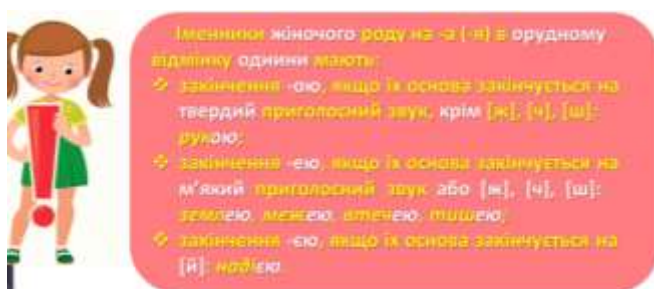 Іменники жіночого роду на -а (-я) в орудному
відмінку однини мають:
❖ закінчення -ою, якщо їх основа закінчується на
твердий приголосний звук, крім [ж], [ч], [ш]:
рукою;
❖ закінчення -ею, якщо їх основа закінчується на
м'який приголосний звук або [ж], [ч], [ш]:
землею, межею, втечею, тишею;
❖ закінчення -єю, якщо їх основа закінчується на
[й]: надією.